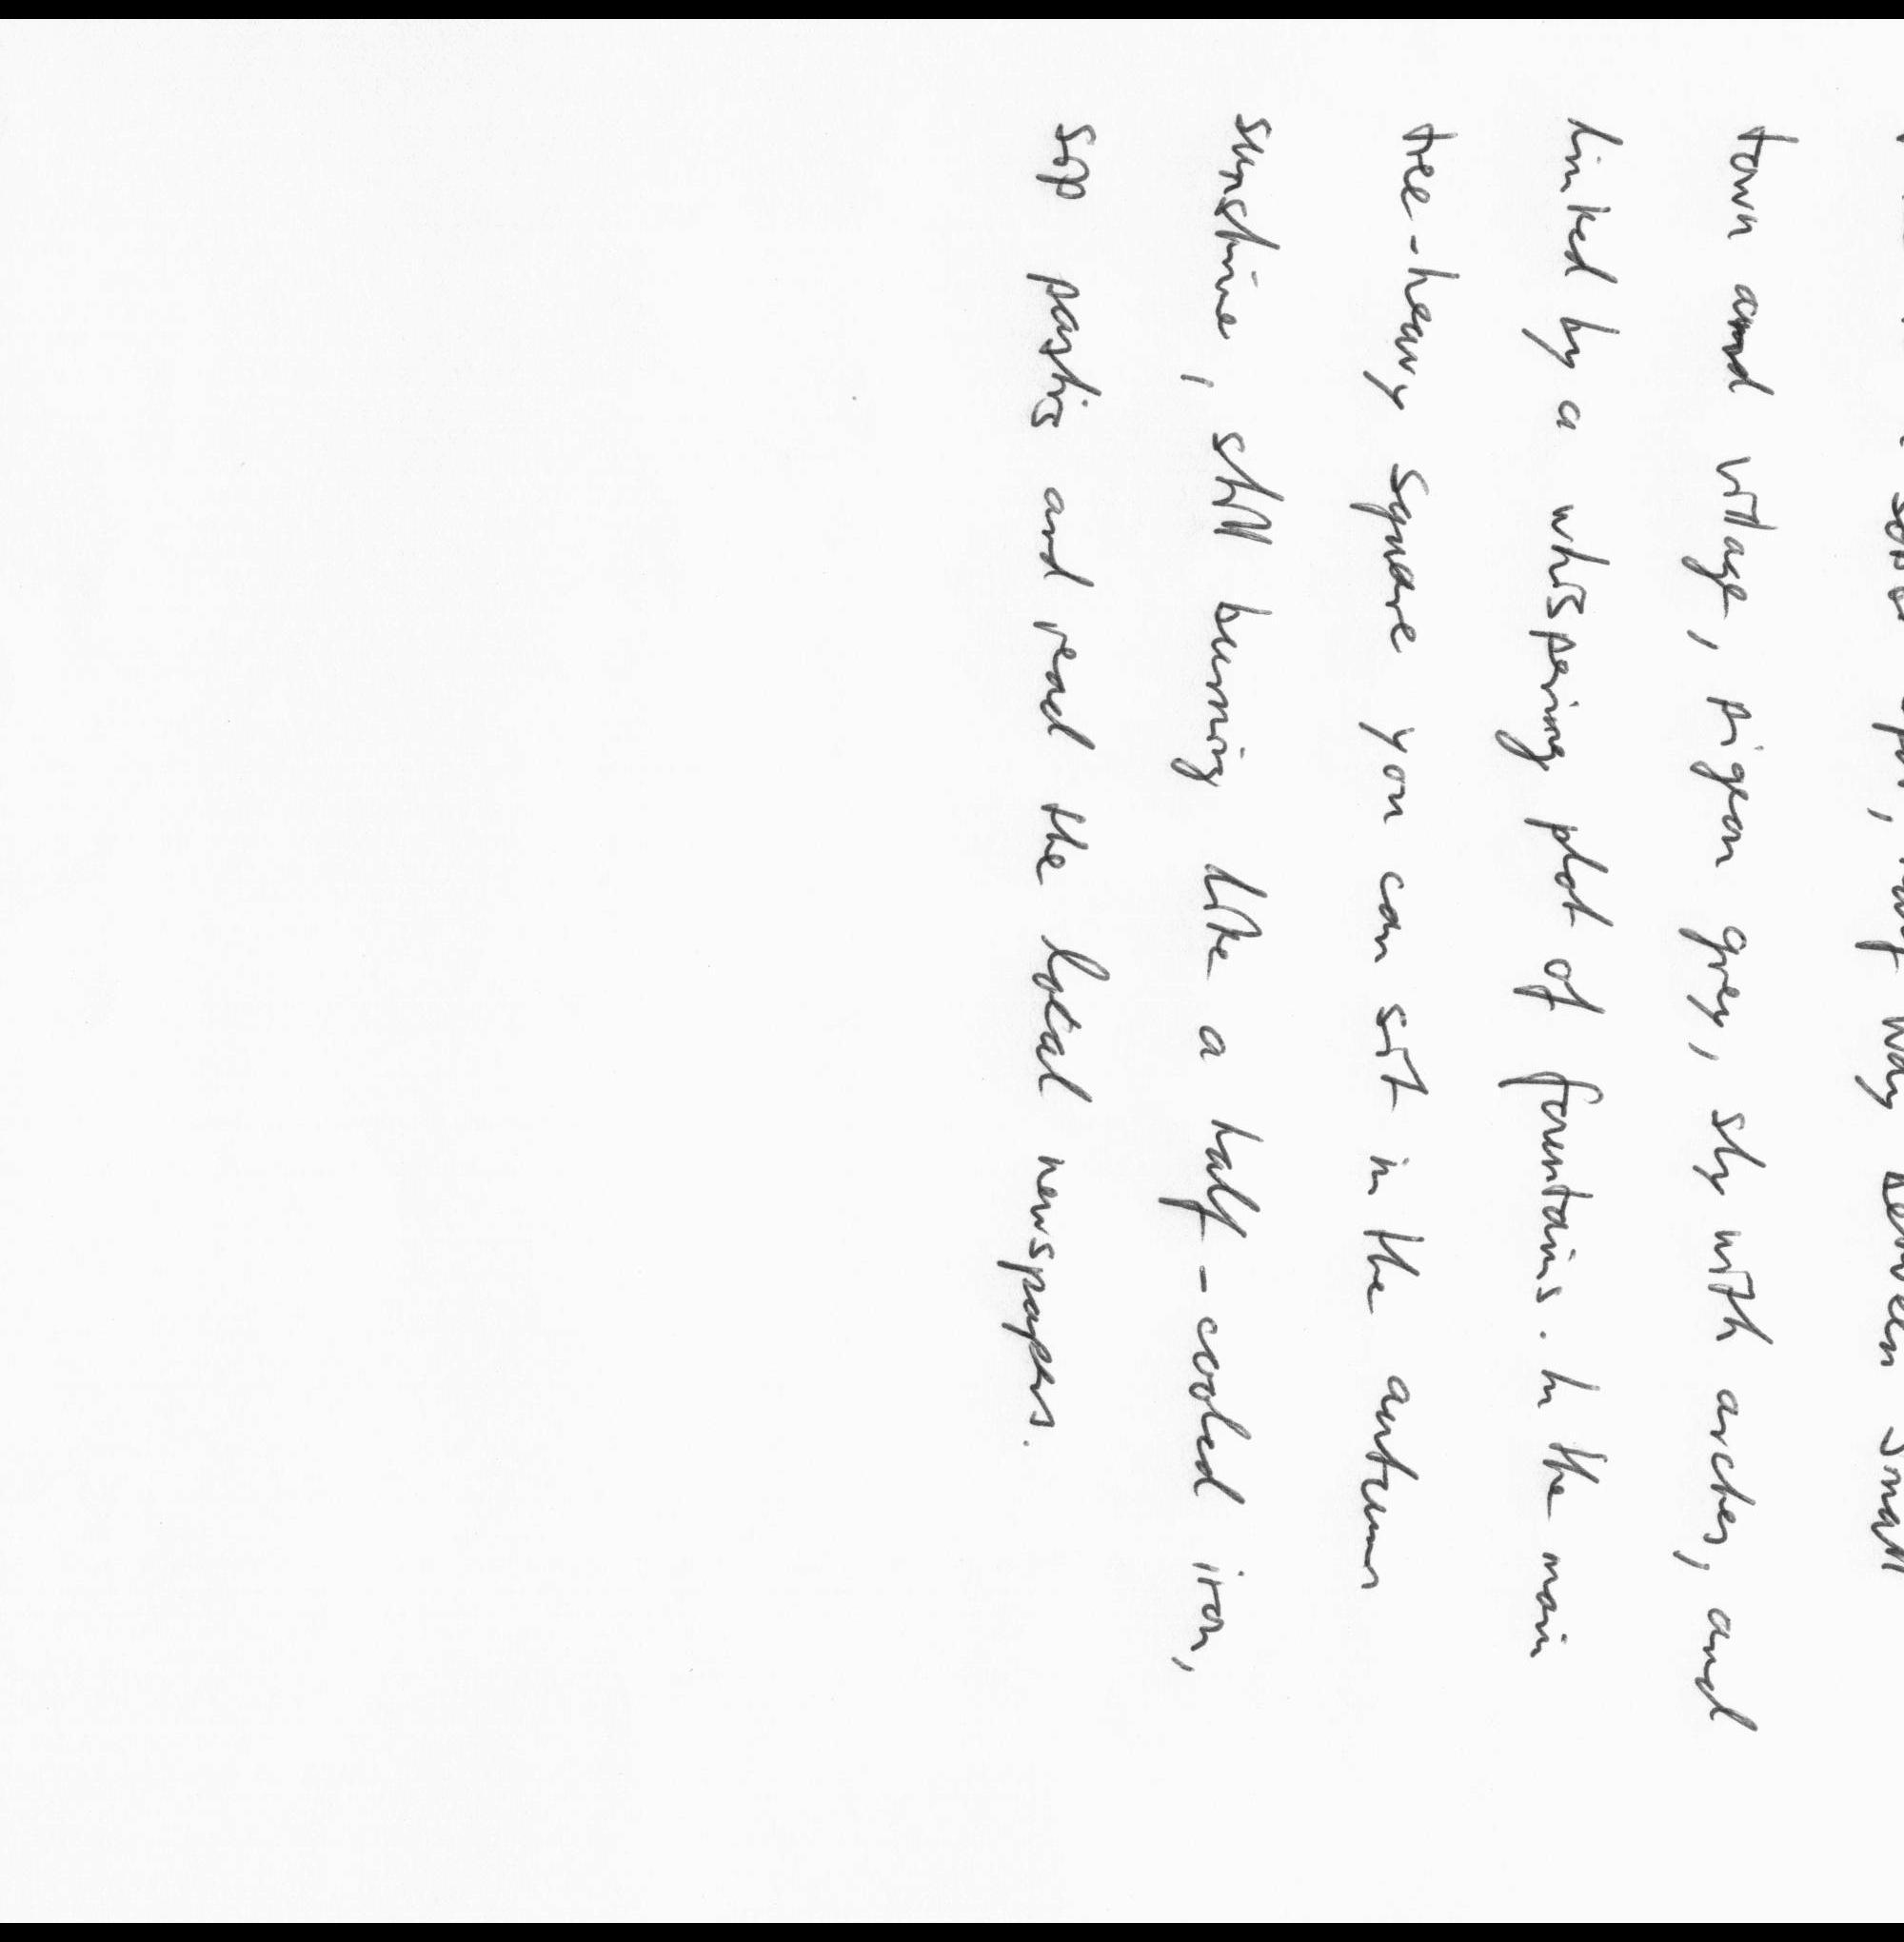 way between small
town and village, pigeon grey, sly with arches, and
linked by a whispering plot of fountains. In the main
tree-heavy square you can sit in the autumn
sunshine, still burning like a half-cooled iron,
sip pastis and read the local newspapers.